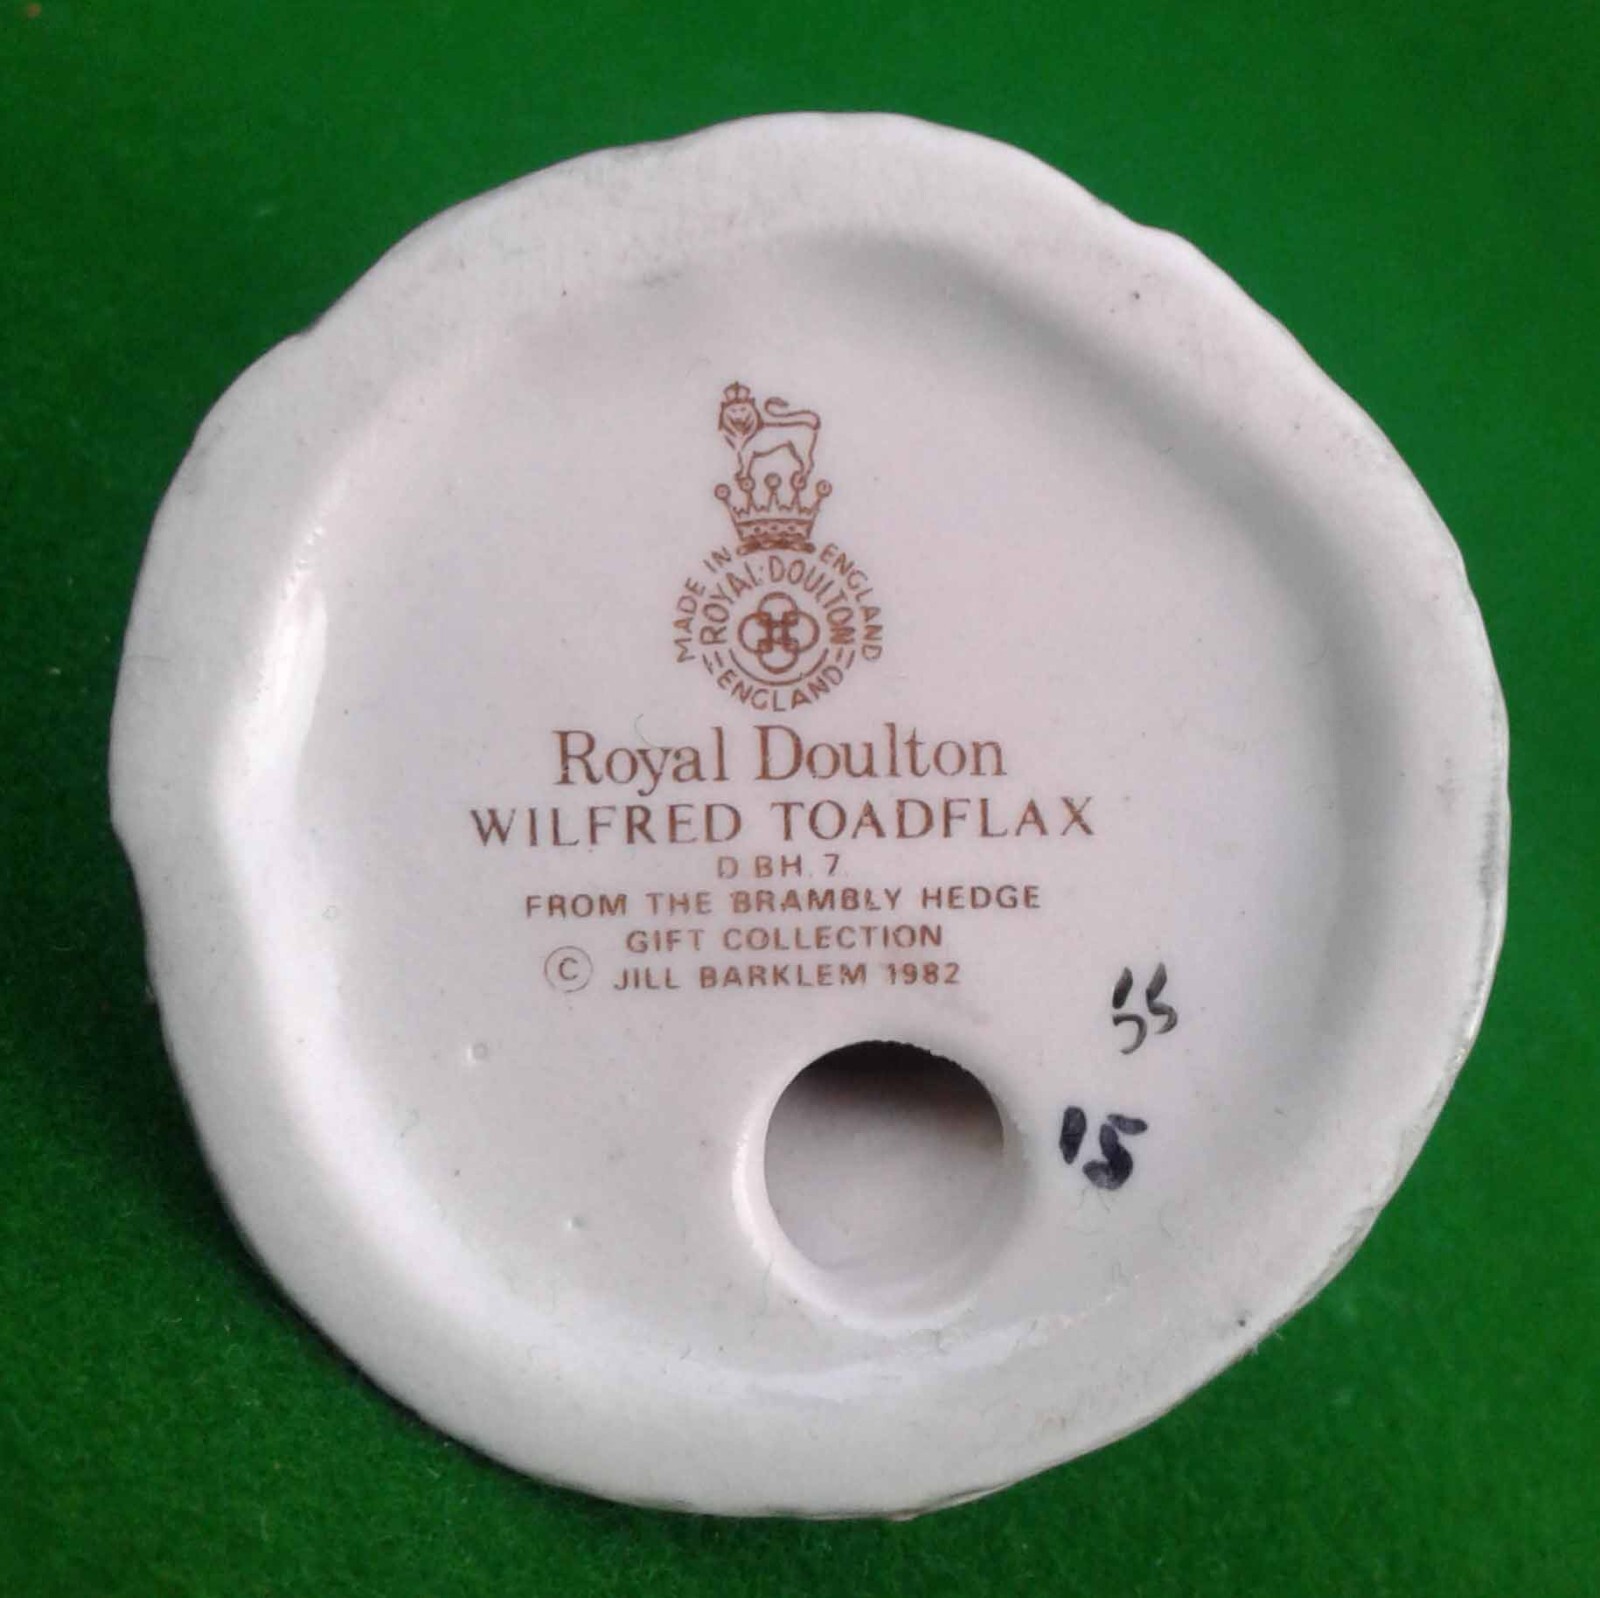 MADE IN ENGLAND
ROYAL DOULTON
ENGLAND
Royal Doulton
WILFRED TOADFLAX
D BH 7
FROM THE BRAMBLY HEDGE
GIFT COLLECTION
© JILL BARKLEM 1982
15